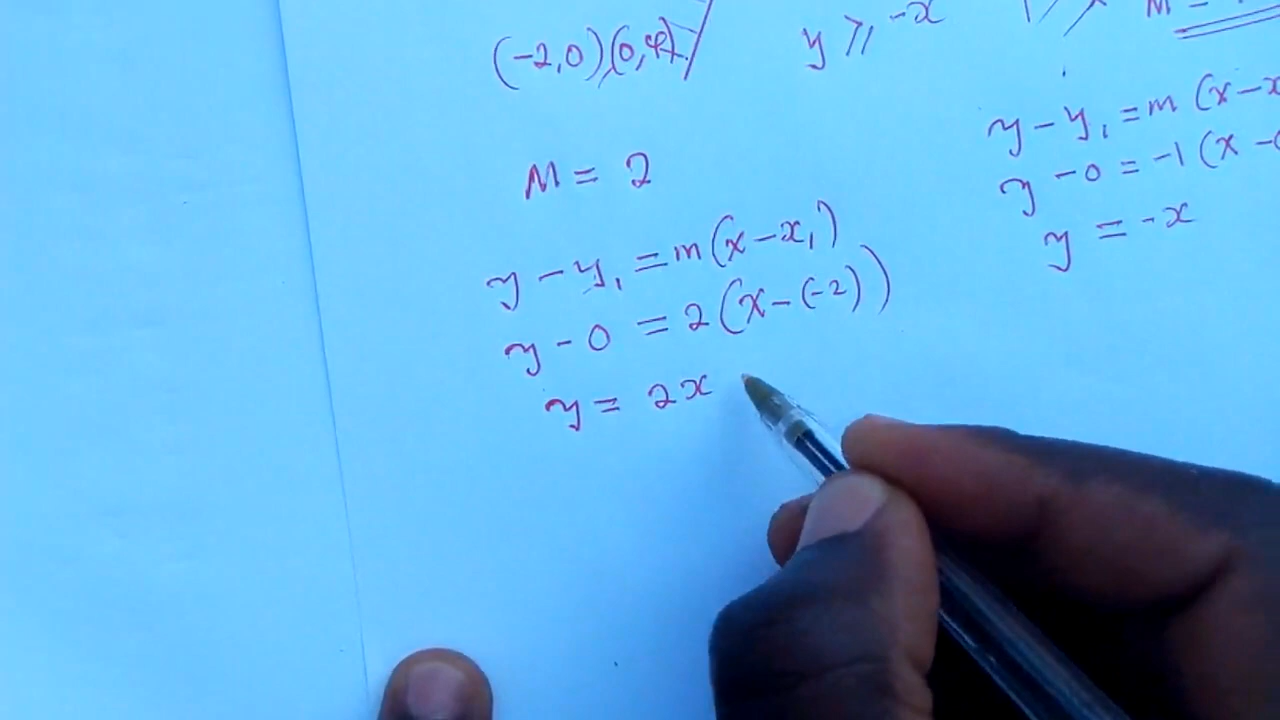 (-2,0)(0,4)
y ⩾ -x
M =
M = 2
y - y₁ = m(x - x₁)
y - 0 = 2(x - (-2))
y = 2x
y - y₁ = m(x - x
y - 0 = -1(x -
y = -x